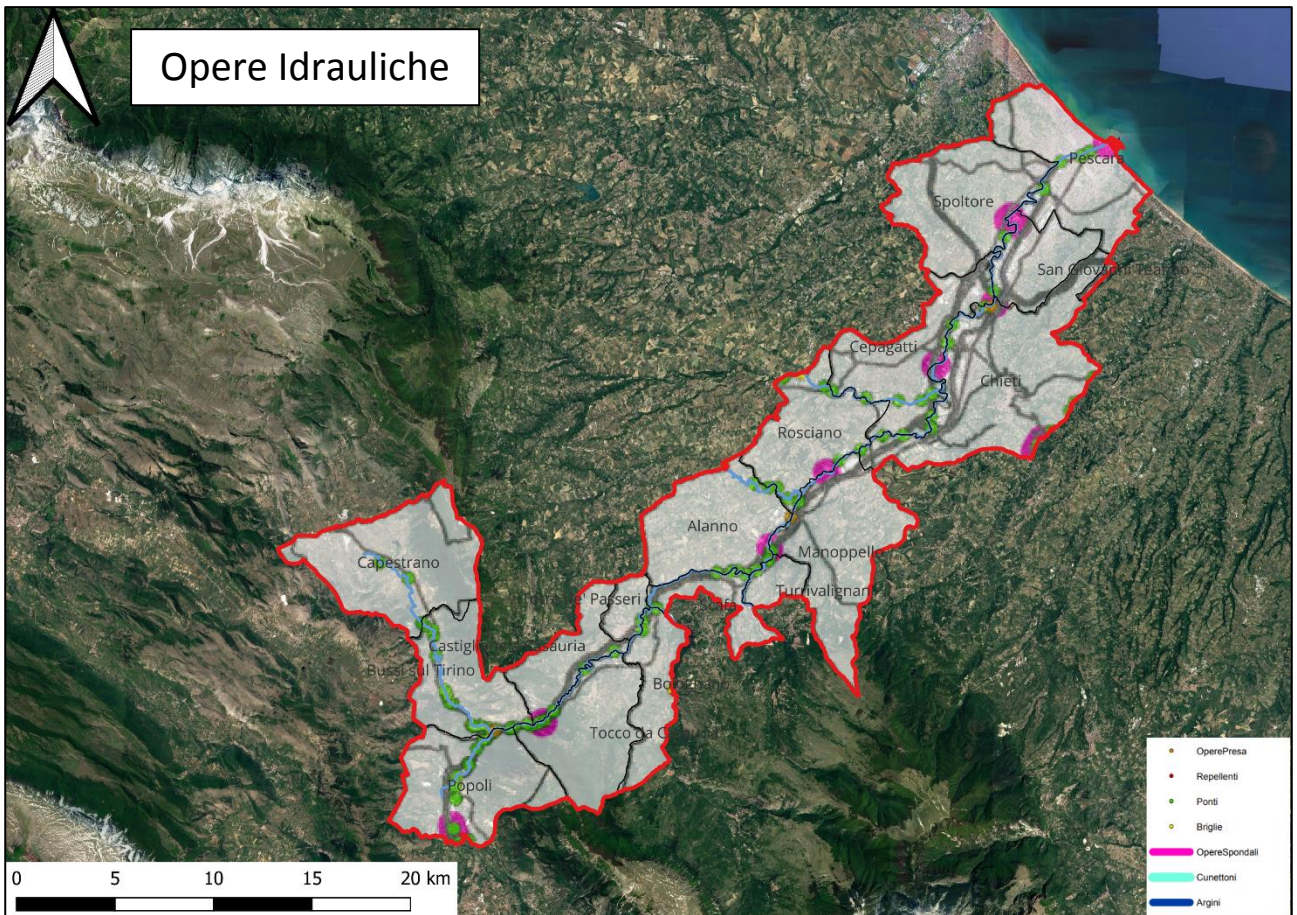 Opere Idrauliche
Pescara
Spoltore
San Giovanni Teatino
Cepagatti
Chieti
Rosciano
Alanno
Manoppello
Capestrano
Passeri
Bussi sul Tirino
Tocco da
Popoli
OperePresa
Repellenti
Ponti
Briglie
OpereSpondali
Cunettoni
Argini
0 5 10 15 20 km